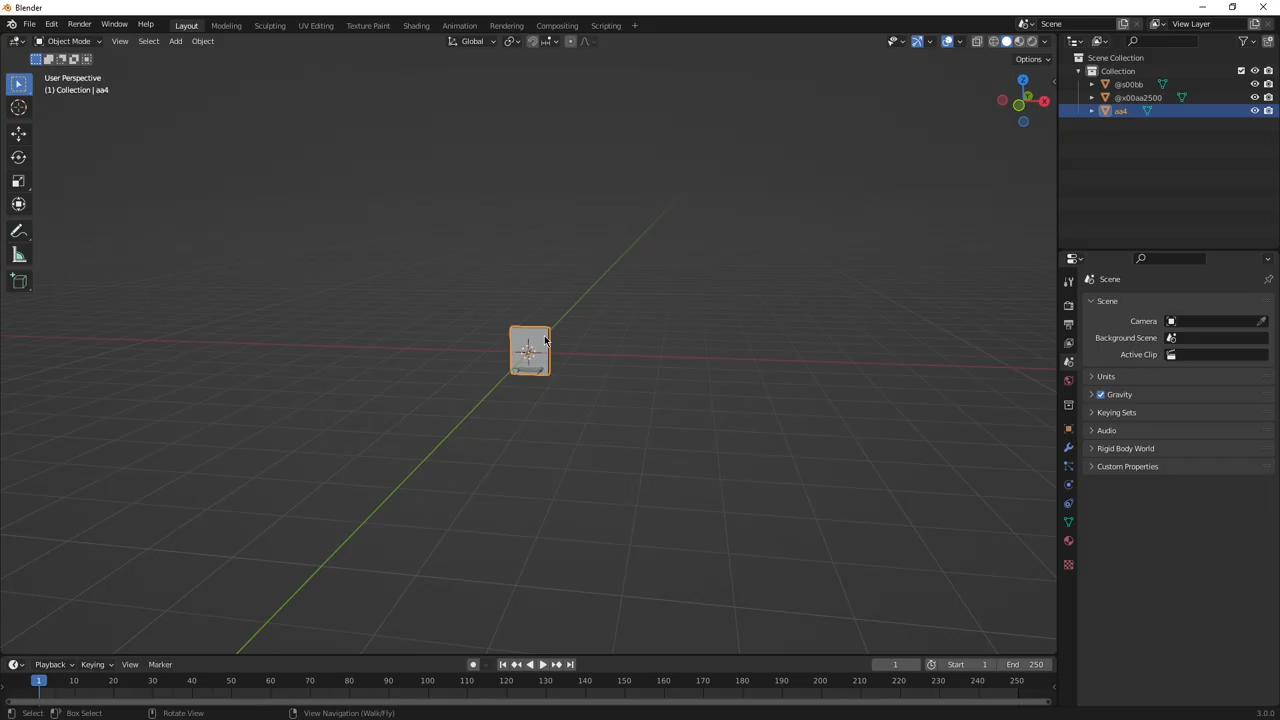 Blender
File Edit Render Window Help Layout Modeling Sculpting UV Editing Texture Paint Shading Animation Rendering Compositing Scripting + Scene View Layer
Object Mode View Select Add Object Global
Options
User Perspective
(1) Collection | aa4
Z
Y
X
Scene Collection
Collection
@s00bb
@x00aa2500
aa4
Scene
Scene
Camera
Background Scene
Active Clip
Units
Gravity
Keying Sets
Audio
Rigid Body World
Custom Properties
Playback Keying View Marker 1 Start 1 End 250
1 10 20 30 40 50 60 70 80 90 100 110 120 130 140 150 160 170 180 190 200 210 220 230 240 250
Select Box Select Rotate View View Navigation (Walk/Fly) 3.0.0